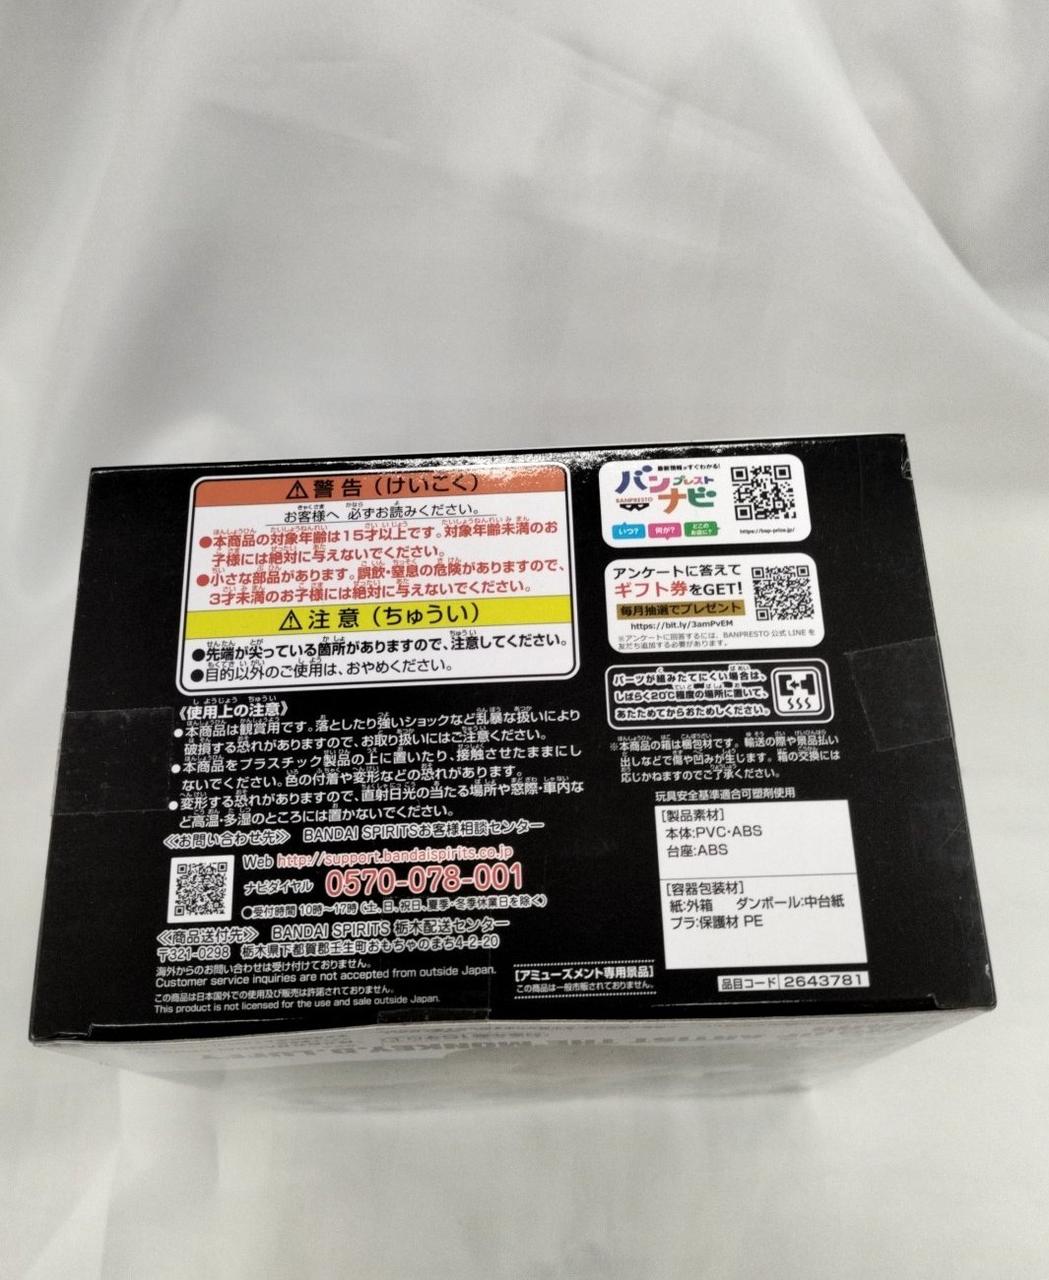 ⚠警告（けいこく）
お客様へ 必ずお読みください。
●本商品の対象年齢は15才以上です。対象年齢未満のお
子様には絶対に与えないでください。
●小さな部品があります。誤飲・窒息の危険がありますので、
3才未満のお子様には絶対に与えないでください。
⚠注意（ちゅうい）
●先端が尖っている箇所がありますので、注意してください。
●目的以外のご使用は、おやめください。
《使用上の注意》
●本商品は観賞用です。落としたり強いショックなど乱暴な扱いにより
破損する恐れがありますので、お取り扱いにはご注意ください。
●本商品をプラスチック製品の上に置いたり、接触させたままにし
ないでください。色の付着や変形などの恐れがあります。
●変形する恐れがありますので、直射日光の当たる場所や窓際・車内な
ど高温・多湿のところには置かないでください。
≪お問い合わせ先≫ BANDAI SPIRITSお客様相談センター
Web http://support.bandaispirits.co.jp
ナビダイヤル 0570-078-001
●受付時間 10時〜17時（土、日、祝日、夏季・冬季休業日を除く）
≪商品送付先≫ BANDAI SPIRITS 栃木配送センター
〒321-0298 栃木県下都賀郡壬生町おもちゃのまち4-2-20
海外からのお問い合わせは受け付けておりません。
Customer service inquiries are not accepted from outside Japan.
この商品は日本国外での使用及び販売は許諾されておりません。
This product is not licensed for the use and sale outside Japan.
最新情報がすぐわかる!
バンプレストナビ
BANPRESTO
いつ? 何が? どこのお店に?
https://bsp-prize.jp/
アンケートに答えて
ギフト券をGET!
毎月抽選でプレゼント
https://bit.ly/3amPvEM
※アンケートに回答するには、BANPRESTO 公式 LINE を
友だち追加する必要があります。
パーツが組みたてにくい場合は、
しばらく20℃程度の場所に置いて、
あたためてからおためしください。
※本商品の箱は梱包材です。輸送の際や景品払い
出しなどで傷や凹みが生じます。箱の交換には
応じかねますのでご了承ください。
玩具安全基準適合可塑剤使用
[製品素材]
本体:PVC・ABS
台座:ABS
[容器包装材]
紙:外箱 ダンボール:中台紙
プラ:保護材 PE
[アミューズメント専用景品]
この商品は一般市販されておりません。
品目コード 2643781
ARTIST THE MONKEY.D.LUFFY